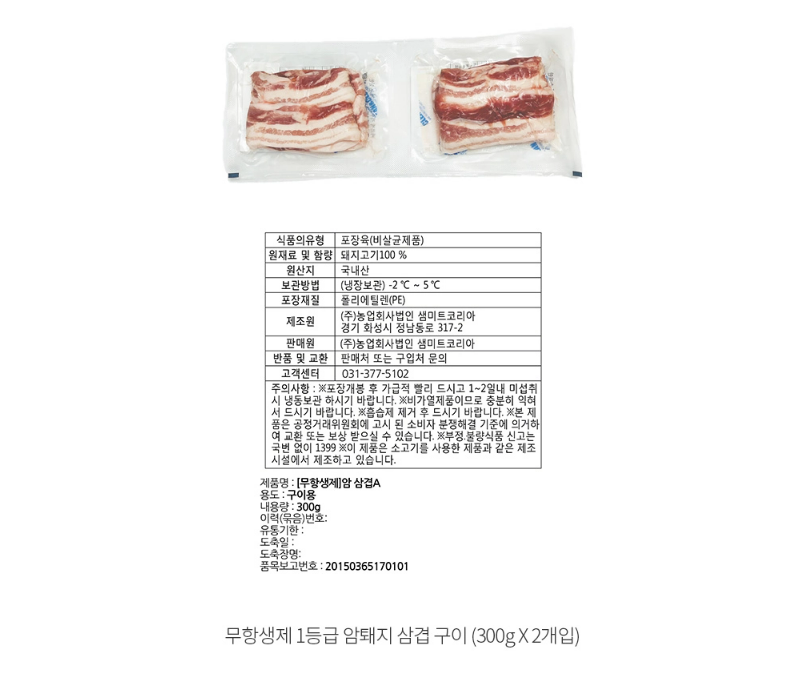 식품의유형 포장육(비살균제품)
원재료 및 함량 돼지고기100 %
원산지 국내산
보관방법 (냉장보관) -2 ℃ ~ 5 ℃
포장재질 폴리에틸렌(PE)
제조원 (주)농업회사법인 샘미트코리아
경기 화성시 정남동로 317-2
판매원 (주)농업회사법인 샘미트코리아
반품 및 교환 판매처 또는 구입처 문의
고객센터 031-377-5102
주의사항 : ※포장개봉 후 가급적 빨리 드시고 1~2일내 미섭취
시 냉동보관 하시기 바랍니다. ※비가열제품이므로 충분히 익혀
서 드시기 바랍니다. ※흡습제 제거 후 드시기 바랍니다. ※본 제
품은 공정거래위원회에 고시 된 소비자 분쟁해결 기준에 의거하
여 교환 또는 보상 받으실 수 있습니다. ※부정.불량식품 신고는
국번 없이 1399 ※이 제품은 소고기를 사용한 제품과 같은 제조
시설에서 제조하고 있습니다.
제품명 : [무항생제]암 삼겹A
용도 : 구이용
내용량 : 300g
이력(묶음)번호:
유통기한 :
도축일 :
도축장명:
품목보고번호 : 20150365170101
무항생제 1등급 암퇘지 삼겹 구이 (300g X 2개입)